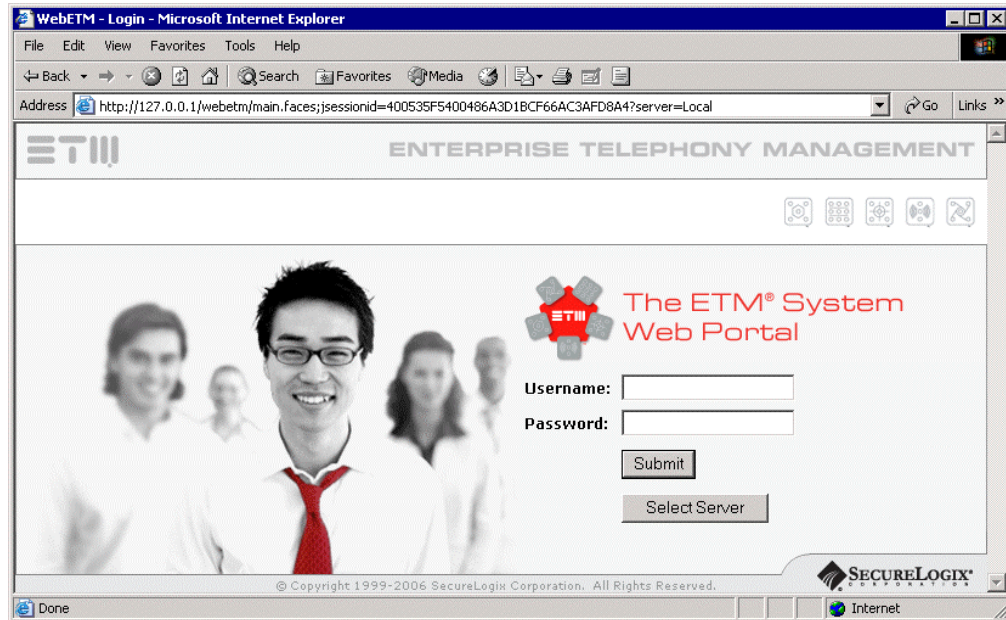 WebETM - Login - Microsoft Internet Explorer
File Edit View Favorites Tools Help
Back Search Favorites Media
Address http://127.0.0.1/webetm/main.faces;jsessionid=400535F5400486A3D1BCF66AC3AFD8A4?server=Local Go Links »
ETM ENTERPRISE TELEPHONY MANAGEMENT
ETM
The ETM® System
Web Portal
Username:
Password:
Submit
Select Server
© Copyright 1999-2006 SecureLogix Corporation. All Rights Reserved.
SECURELOGIX®
CORPORATION
Done Internet